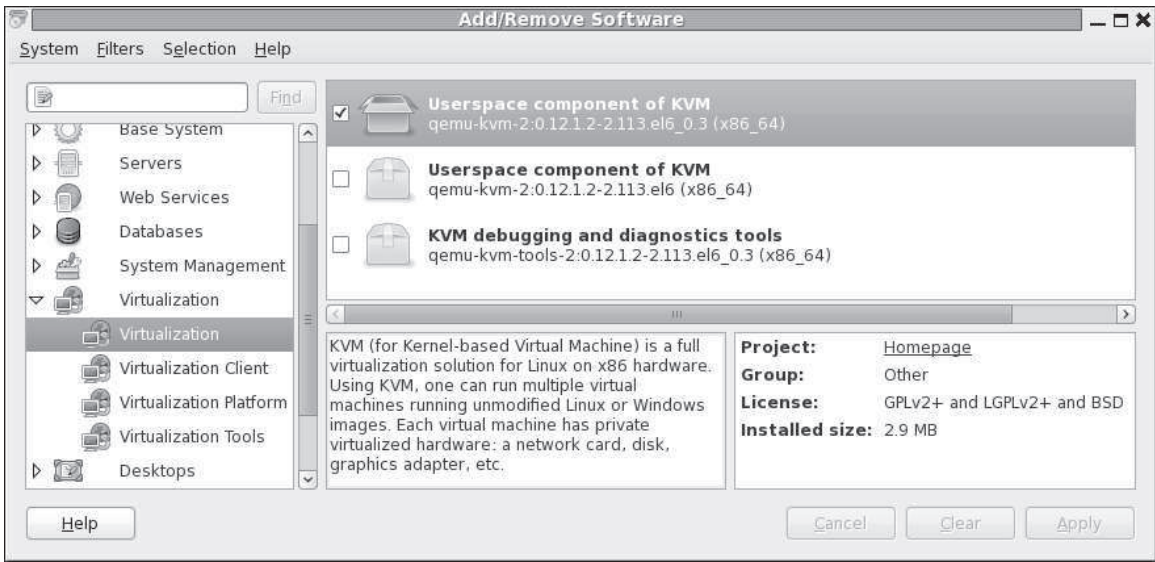 Add/Remove Software
System Filters Selection Help
Find
Base System
Servers
Web Services
Databases
System Management
Virtualization
Virtualization
Virtualization Client
Virtualization Platform
Virtualization Tools
Desktops
Userspace component of KVM
qemu-kvm-2:0.12.1.2-2.113.el6_0.3 (x86_64)
Userspace component of KVM
qemu-kvm-2:0.12.1.2-2.113.el6 (x86_64)
KVM debugging and diagnostics tools
qemu-kvm-tools-2:0.12.1.2-2.113.el6_0.3 (x86_64)
KVM (for Kernel-based Virtual Machine) is a full
virtualization solution for Linux on x86 hardware.
Using KVM, one can run multiple virtual
machines running unmodified Linux or Windows
images. Each virtual machine has private
virtualized hardware: a network card, disk,
graphics adapter, etc.
Project: Homepage
Group: Other
License: GPLv2+ and LGPLv2+ and BSD
Installed size: 2.9 MB
Help
Cancel Clear Apply